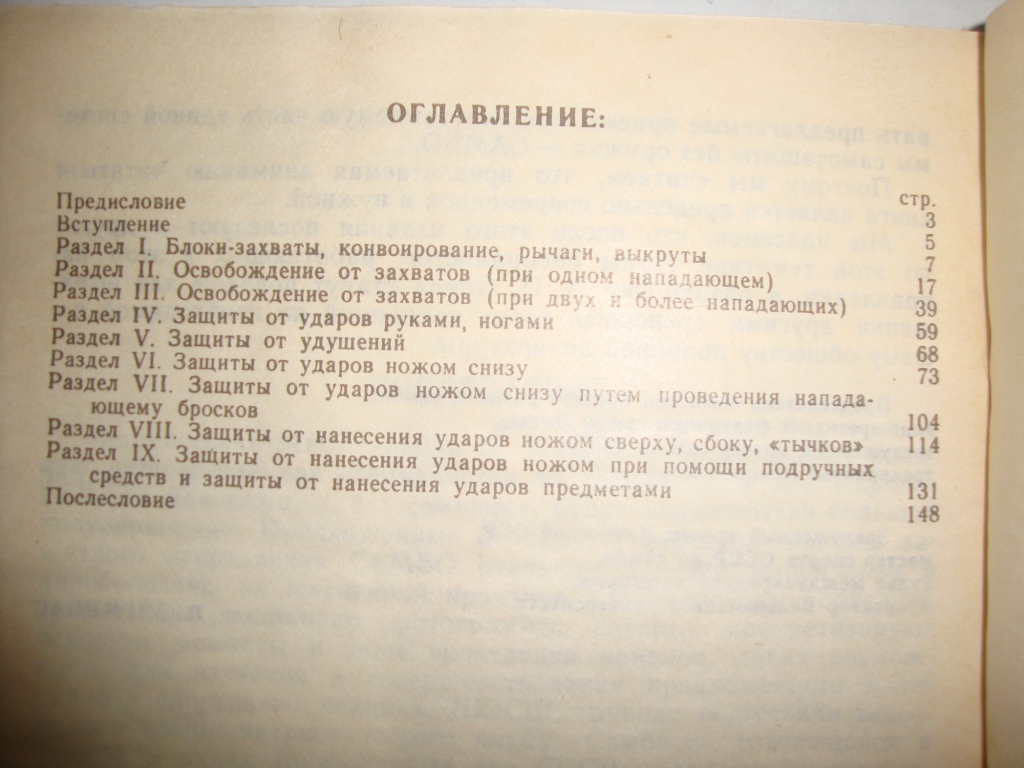 ОГЛАВЛЕНИЕ:
стр.
Предисловие 3
Вступление 5
Раздел I. Блоки-захваты, конвоирование, рычаги, выкруты 7
Раздел II. Освобождение от захватов (при одном нападающем) 17
Раздел III. Освобождение от захватов (при двух и более нападающих) 39
Раздел IV. Защиты от ударов руками, ногами 59
Раздел V. Защиты от удушений 68
Раздел VI. Защиты от ударов ножом снизу 73
Раздел VII. Защиты от ударов ножом снизу путем проведения напада-
ющему бросков 104
Раздел VIII. Защиты от нанесения ударов ножом сверху, сбоку, «тычков» 114
Раздел IX. Защиты от нанесения ударов ножом при помощи подручных
средств и защиты от нанесения ударов предметами 131
Послесловие 148